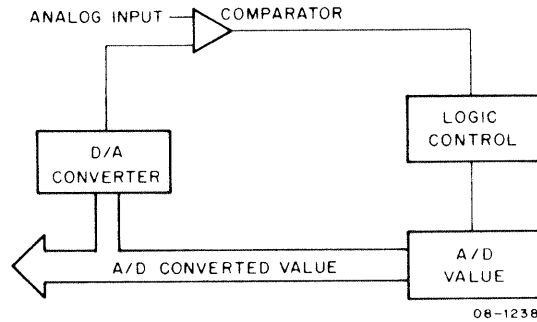 ANALOG INPUT
COMPARATOR
LOGIC
CONTROL
D/A
CONVERTER
A/D CONVERTED VALUE
A/D
VALUE
08-1238